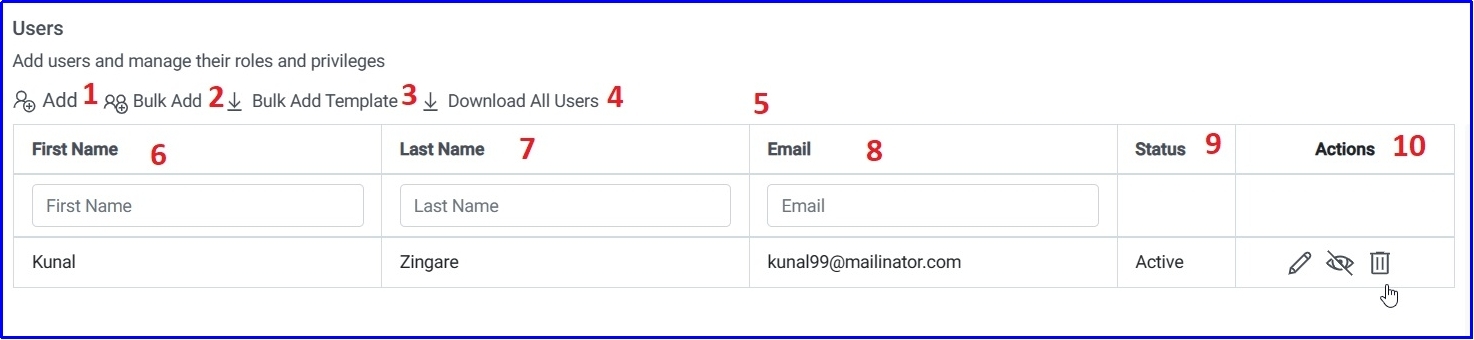 Users
Add users and manage their roles and privileges
Add 1 Bulk Add 2 Bulk Add Template 3 Download All Users 4 5
First Name 6 Last Name 7 Email 8 Status 9 Actions 10
First Name Last Name Email
Kunal Zingare kunal99@mailinator.com Active